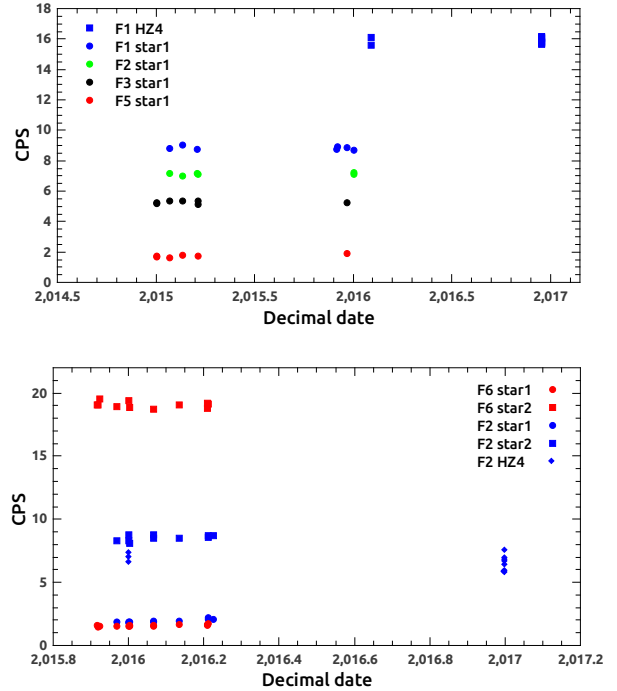 18
16
14
12
10
8
6
4
2
0
CPS
F1 HZ4
F1 star1
F2 star1
F3 star1
F5 star1
2,014.5 2,015 2,015.5 2,016 2,016.5 2,017
Decimal date
20
15
10
5
0
CPS
F6 star1
F6 star2
F2 star1
F2 star2
F2 HZ4
2,015.8 2,016 2,016.2 2,016.4 2,016.6 2,016.8 2,017 2,017.2
Decimal date